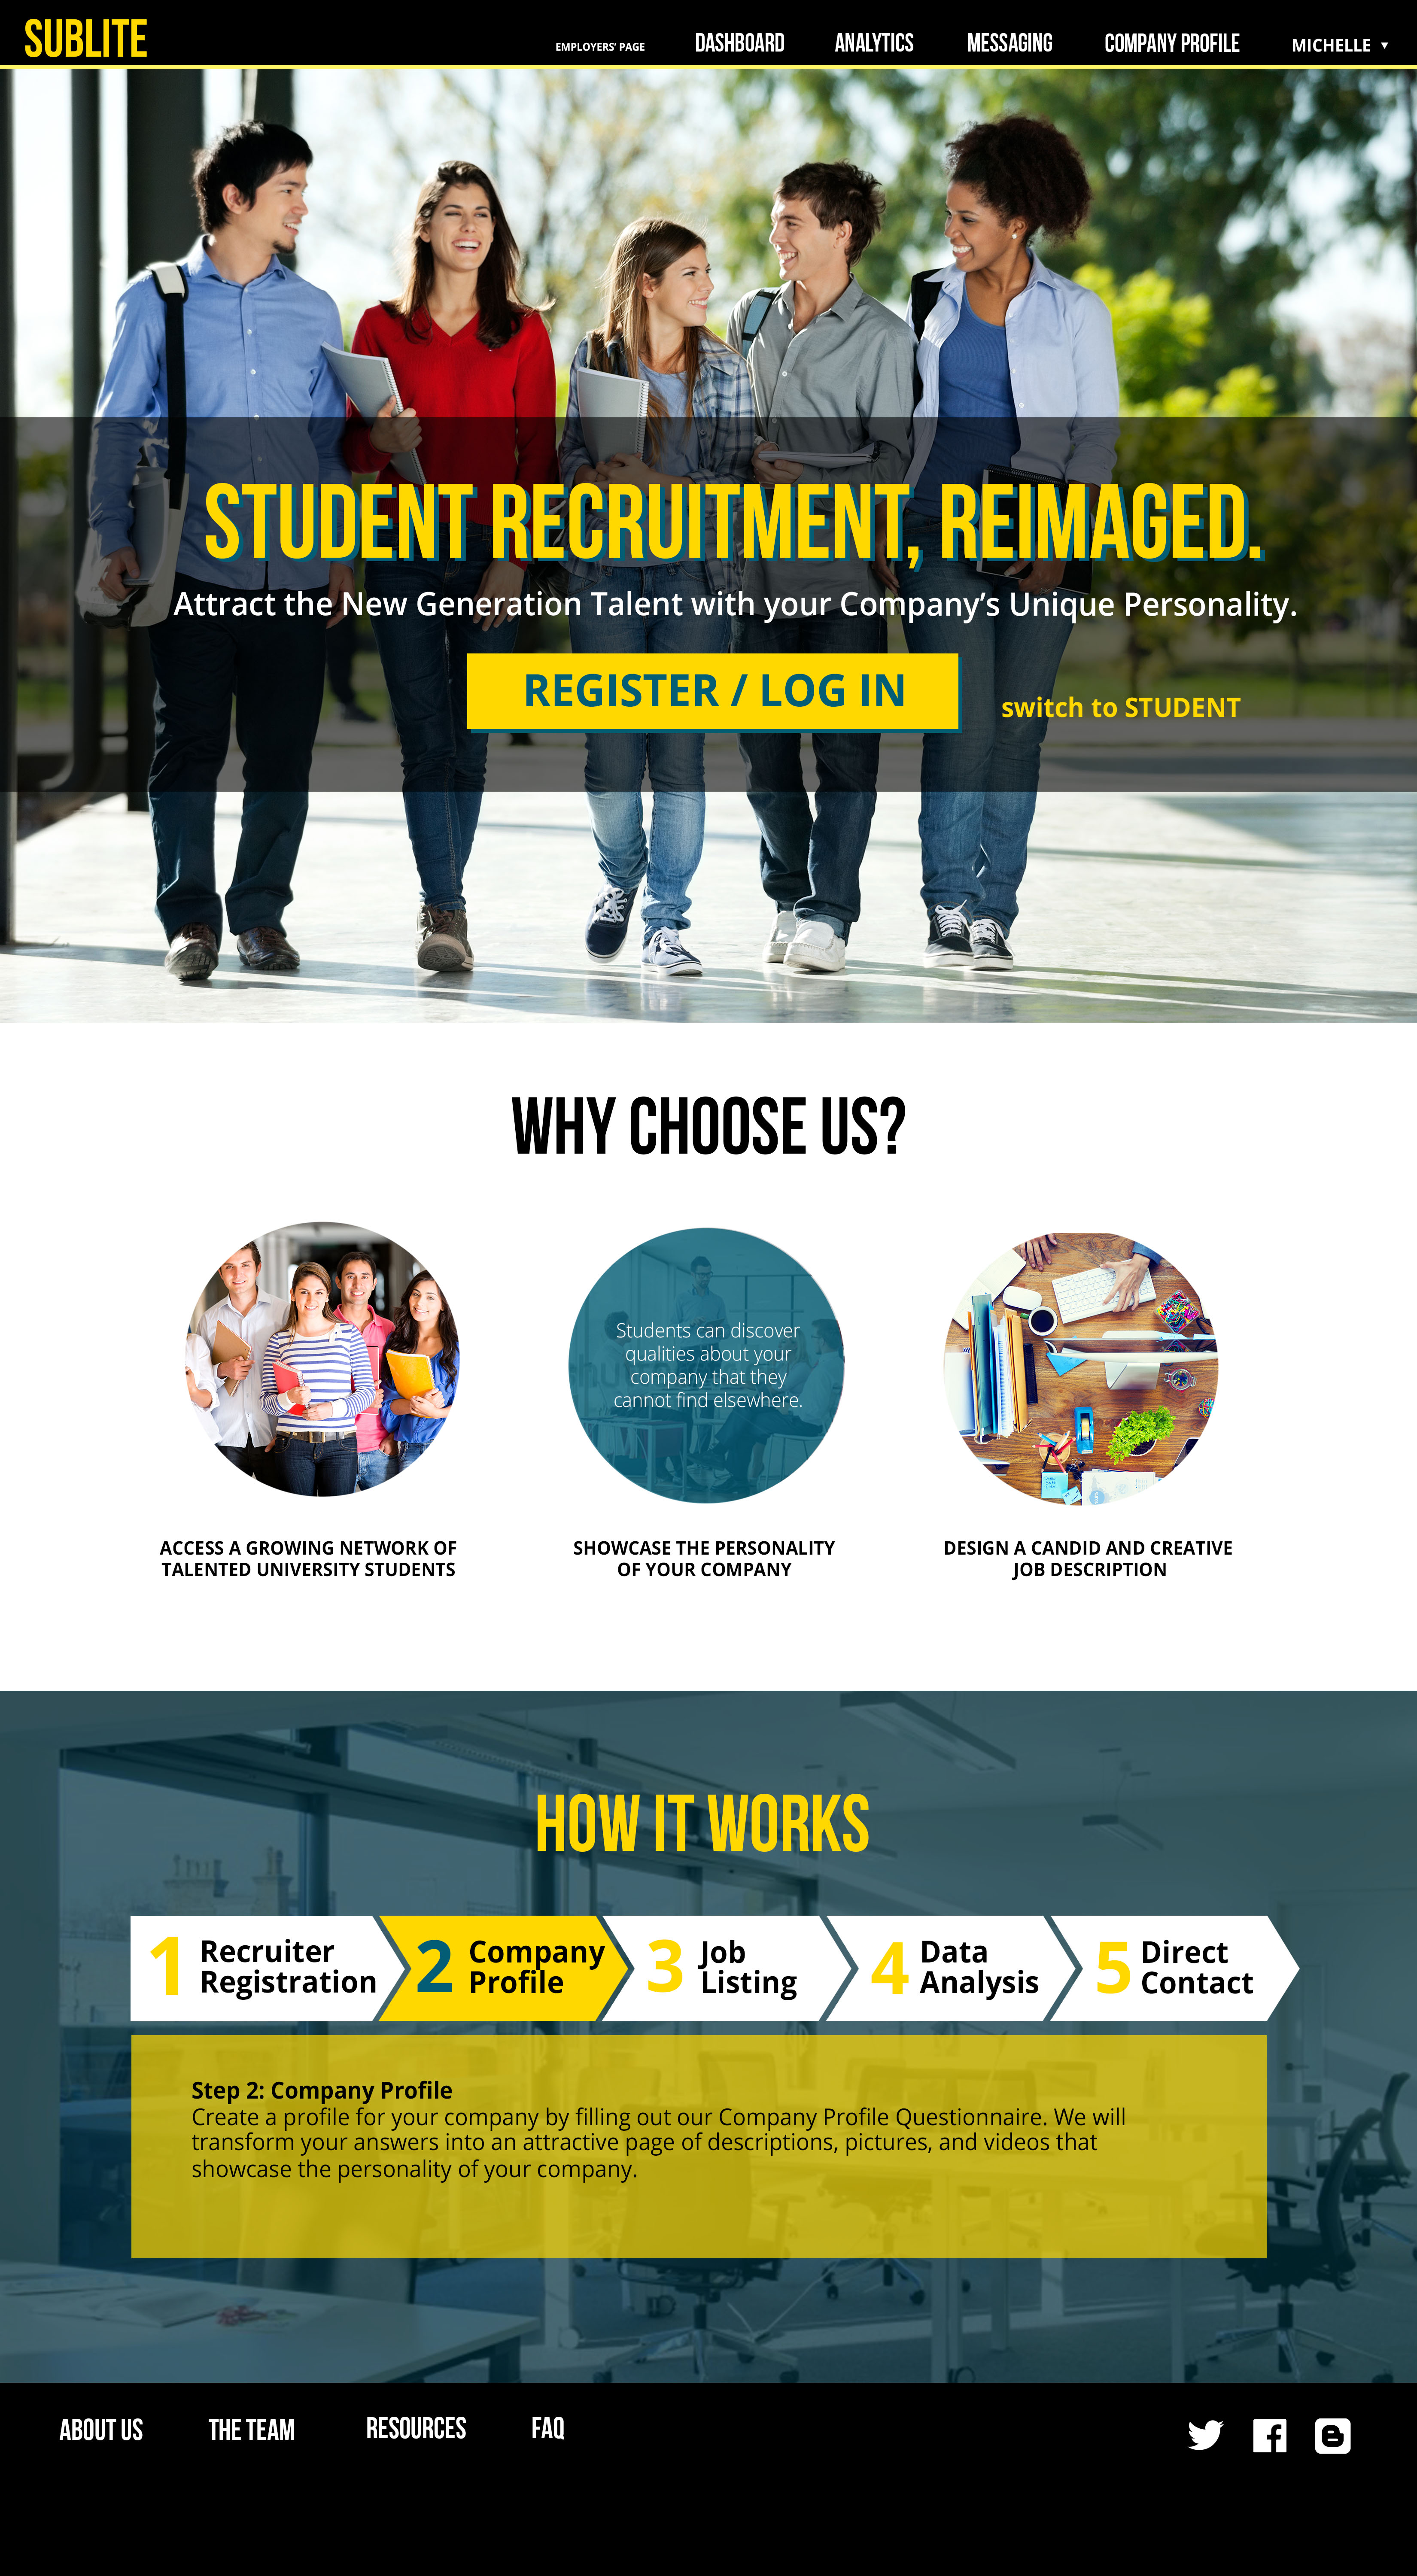 SUBLITE
EMPLOYERS' PAGE
DASHBOARD
ANALYTICS
MESSAGING
COMPANY PROFILE
MICHELLE ▼
STUDENT RECRUITMENT, REIMAGED.
Attract the New Generation Talent with your Company's Unique Personality.
REGISTER / LOG IN
switch to STUDENT
WHY CHOOSE US?
Students can discover
qualities about your
company that they
cannot find elsewhere.
ACCESS A GROWING NETWORK OF
TALENTED UNIVERSITY STUDENTS
SHOWCASE THE PERSONALITY
OF YOUR COMPANY
DESIGN A CANDID AND CREATIVE
JOB DESCRIPTION
HOW IT WORKS
1 Recruiter
Registration
2 Company
Profile
3 Job
Listing
4 Data
Analysis
5 Direct
Contact
Step 2: Company Profile
Create a profile for your company by filling out our Company Profile Questionnaire. We will
transform your answers into an attractive page of descriptions, pictures, and videos that
showcase the personality of your company.
ABOUT US
THE TEAM
RESOURCES
FAQ